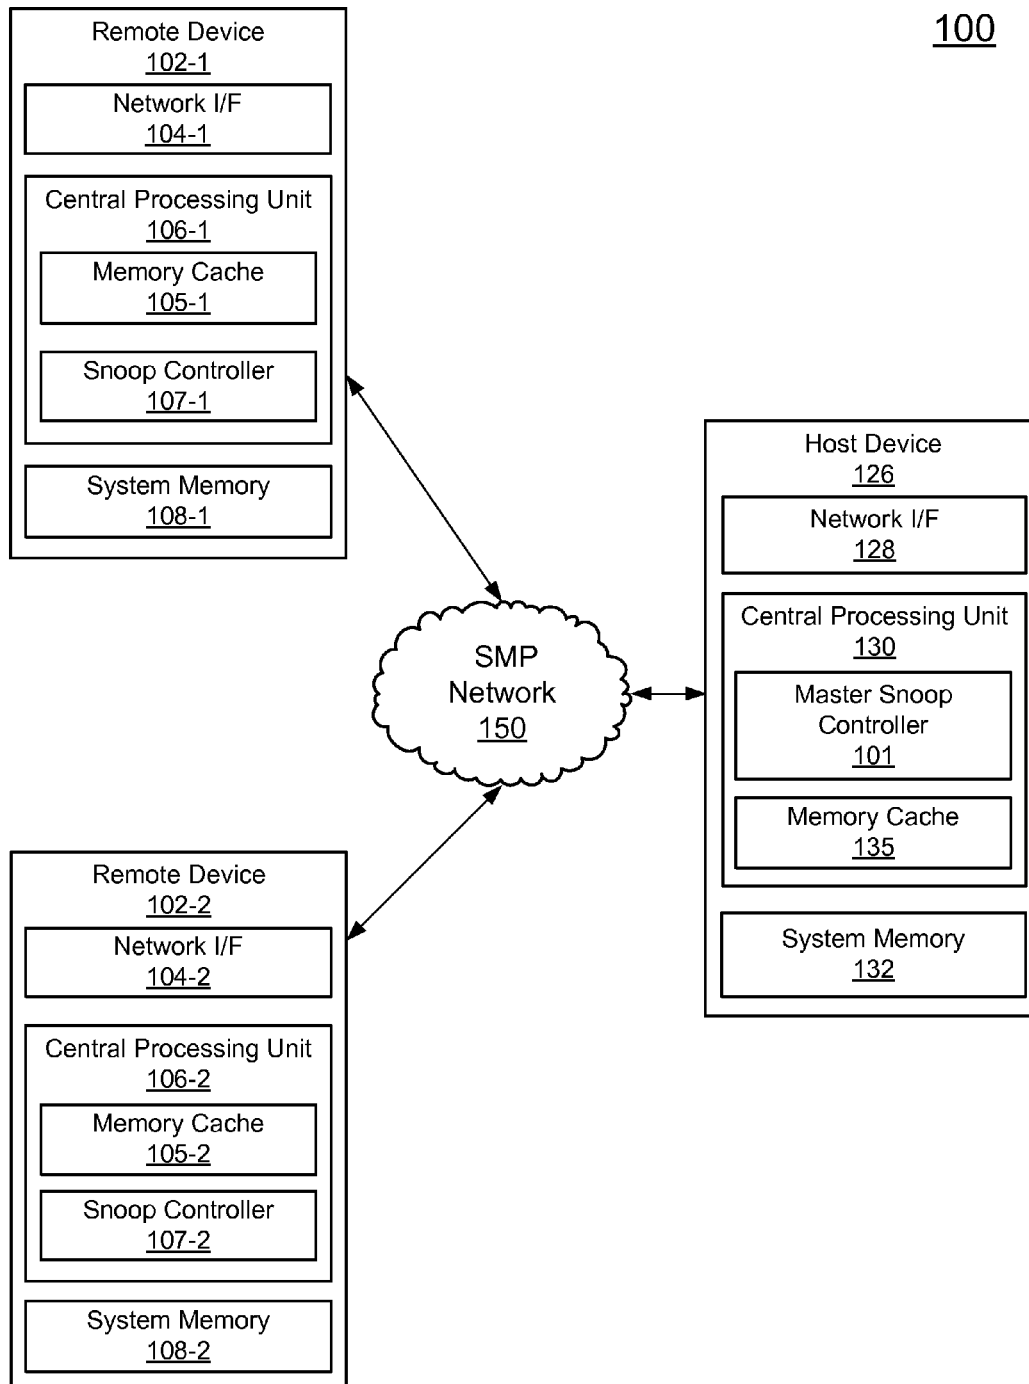 100
Remote Device
102-1
Network I/F
104-1
Central Processing Unit
106-1
Memory Cache
105-1
Snoop Controller
107-1
System Memory
108-1
Host Device
126
Network I/F
128
Central Processing Unit
130
Master Snoop
Controller
101
Memory Cache
135
System Memory
132
SMP
Network
150
Remote Device
102-2
Network I/F
104-2
Central Processing Unit
106-2
Memory Cache
105-2
Snoop Controller
107-2
System Memory
108-2